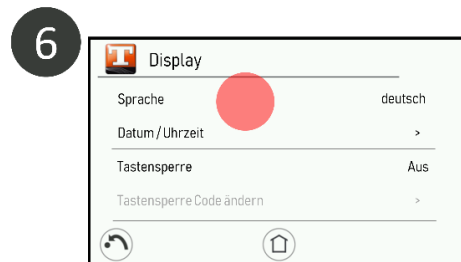 6
T Display
Sprache deutsch
Datum / Uhrzeit >
Tastensperre Aus
Tastensperre Code ändern >